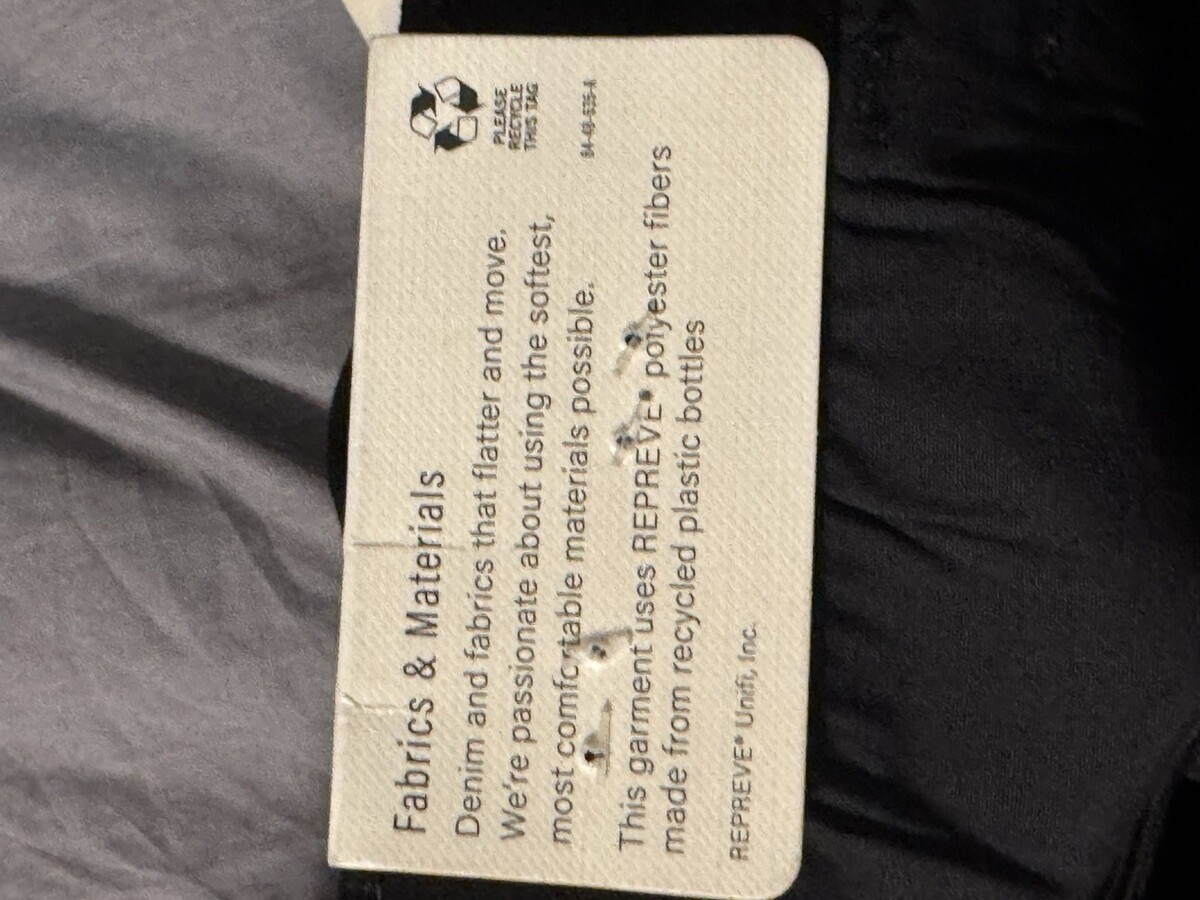 Fabrics & Materials
Denim and fabrics that flatter and move.
We're passionate about using the softest,
most comfortable materials possible.
This garment uses REPREVE® polyester fibers
made from recycled plastic bottles
REPREVE® Unifi, Inc.
PLEASE
RECYCLE
THIS TAG